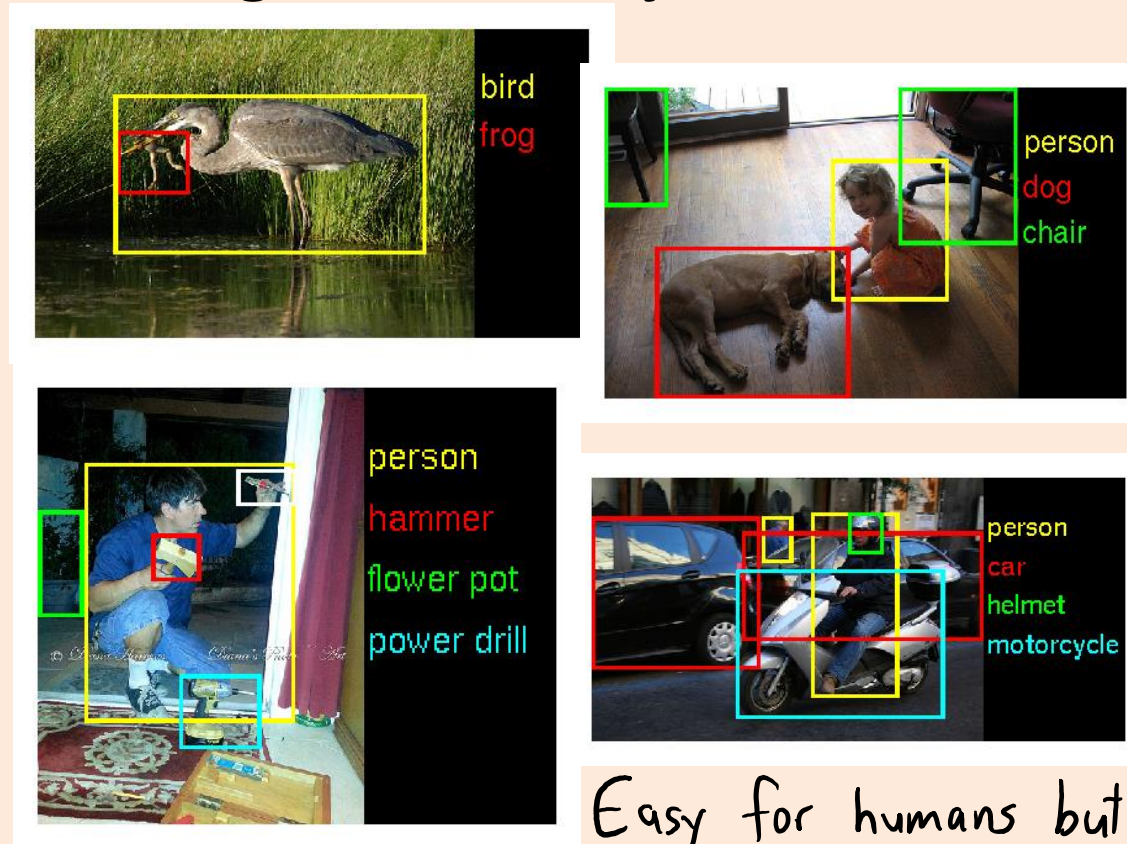 bird
frog
person
dog
chair
person
hammer
flower pot
power drill
person
car
helmet
motorcycle
Easy for humans but